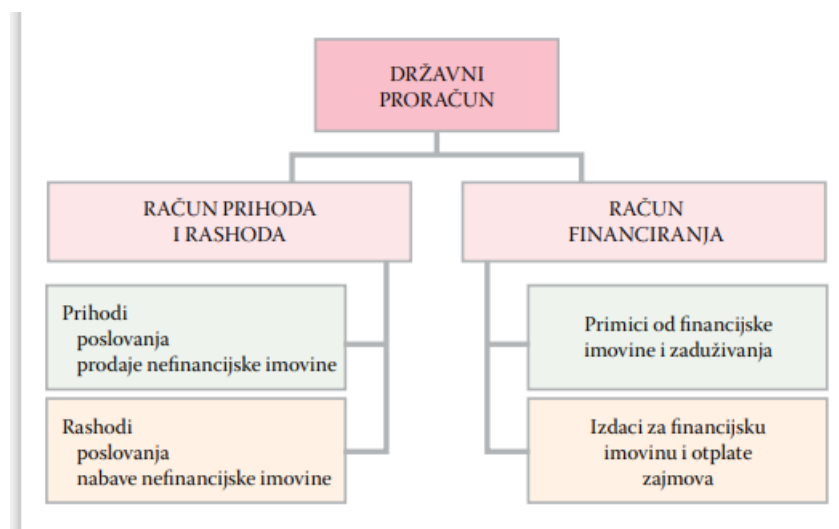 DRŽAVNI
PRORAČUN
RAČUN PRIHODA
I RASHODA
RAČUN
FINANCIRANJA
Prihodi
poslovanja
prodaje nefinancijske imovine
Primici od financijske
imovine i zaduživanja
Rashodi
poslovanja
nabave nefinancijske imovine
Izdaci za financijsku
imovinu i otplate
zajmova